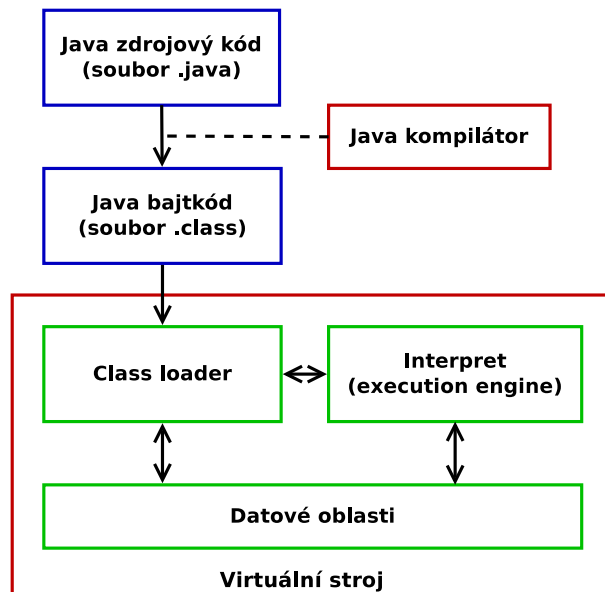 Java zdrojový kód
(soubor .java)
Java kompilátor
Java bajtkód
(soubor .class)
Class loader
Interpret
(execution engine)
Datové oblasti
Virtuální stroj